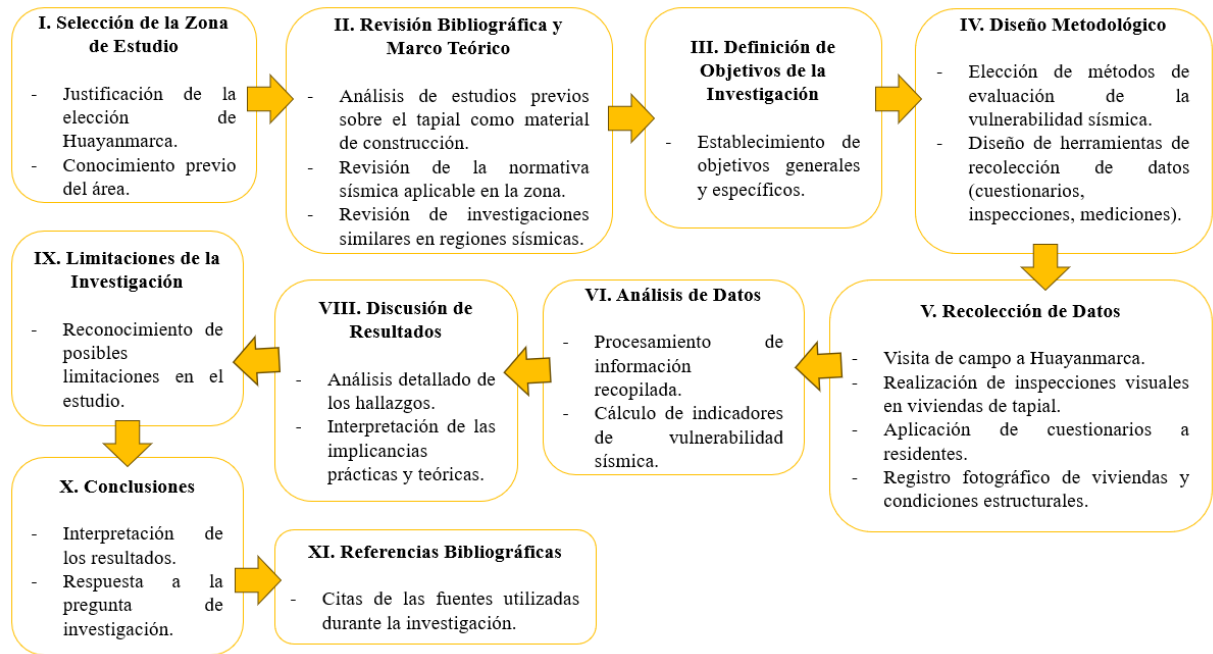 I. Selección de la Zona
de Estudio
- Justificación de la
elección de
Huayanmarca.
- Conocimiento previo
del área.
II. Revisión Bibliográfica y
Marco Teórico
- Análisis de estudios previos
sobre el tapial como material
de construcción.
- Revisión de la normativa
sísmica aplicable en la zona.
- Revisión de investigaciones
similares en regiones sísmicas.
III. Definición de
Objetivos de la
Investigación
- Establecimiento de
objetivos generales
y específicos.
IV. Diseño Metodológico
- Elección de métodos de
evaluación de la
vulnerabilidad sísmica.
- Diseño de herramientas de
recolección de datos
(cuestionarios,
inspecciones, mediciones).
V. Recolección de Datos
- Visita de campo a Huayanmarca.
- Realización de inspecciones visuales
en viviendas de tapial.
- Aplicación de cuestionarios a
residentes.
- Registro fotográfico de viviendas y
condiciones estructurales.
VI. Análisis de Datos
- Procesamiento de
información
recopilada.
- Cálculo de indicadores
de vulnerabilidad
sísmica.
VIII. Discusión de
Resultados
- Análisis detallado de
los hallazgos.
- Interpretación de las
implicancias
prácticas y teóricas.
IX. Limitaciones de la
Investigación
- Reconocimiento de
posibles
limitaciones en el
estudio.
X. Conclusiones
- Interpretación de
los resultados.
- Respuesta a la
pregunta de
investigación.
XI. Referencias Bibliográficas
- Citas de las fuentes utilizadas
durante la investigación.